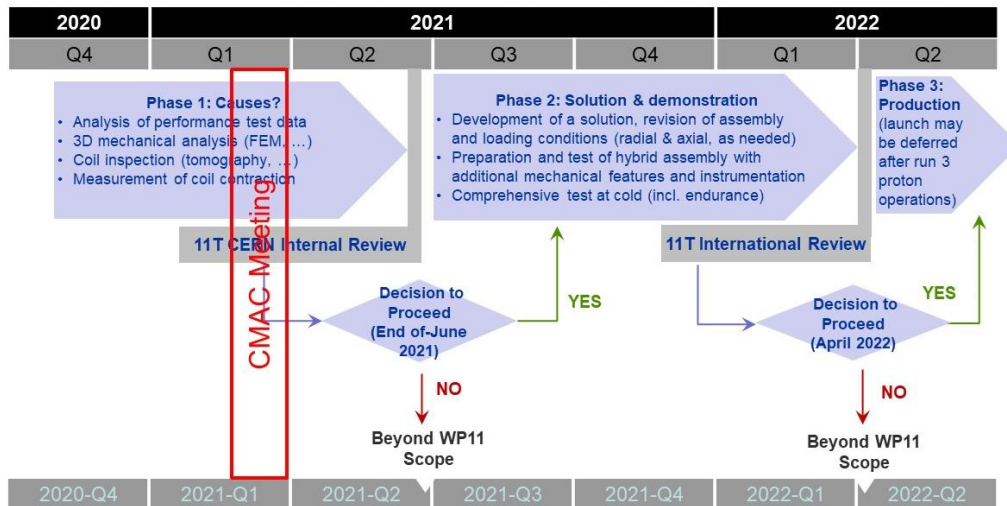 2020
2021
2022
Q4
Q1
Q2
Q3
Q4
Q1
Q2
Phase 1: Causes?
• Analysis of performance test data
• 3D mechanical analysis (FEM, …)
• Coil inspection (tomography, …)
• Measurement of coil contraction
Phase 2: Solution & demonstration
• Development of a solution, revision of assembly
and loading conditions (radial & axial, as needed)
• Preparation and test of hybrid assembly with
additional mechanical features and instrumentation
• Comprehensive test at cold (incl. endurance)
Phase 3:
Production
(launch may
be deferred
after run 3
proton
operations)
CMAC Meeting
11T CERN Internal Review
11T International Review
Decision to
Proceed
(End of-June
2021)
YES
NO
Beyond WP11
Scope
Decision to
Proceed
(April 2022)
YES
NO
Beyond WP11
Scope
2020-Q4
2021-Q1
2021-Q2
2021-Q3
2021-Q4
2022-Q1
2022-Q2